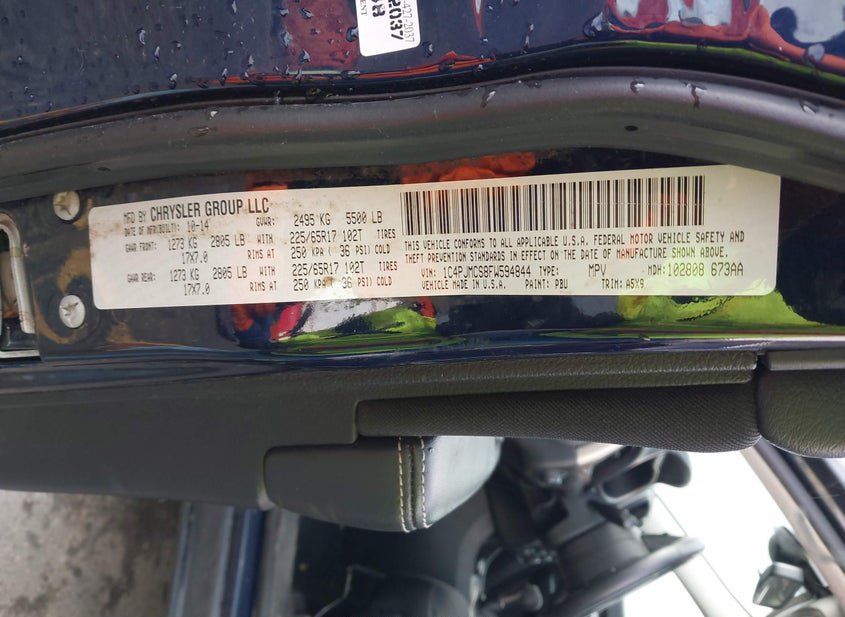 MFD BY CHRYSLER GROUP LLC
DATE OF MFR(BUILT): 10-14 GVWR: 2495 KG 5500 LB
GAWR FRONT: 1273 KG 2805 LB WITH 225/65R17 102T
17X7.0 RIMS AT 250 KPA ( 36 PSI) COLD
GAWR REAR: 1273 KG 2805 LB WITH 225/65R17 102T
17X7.0 RIMS AT 250 KPA ( 36 PSI) COLD
THIS VEHICLE CONFORMS TO ALL APPLICABLE U.S.A. FEDERAL MOTOR VEHICLE SAFETY AND
THEFT PREVENTION STANDARDS IN EFFECT ON THE DATE OF MANUFACTURE SHOWN ABOVE.
VIN: 1C4PJMCS8FW594844 TYPE: MPV MDH: 102808 673AA
VEHICLE MADE IN U.S.A. PAINT: PBU TRIM: A5X9